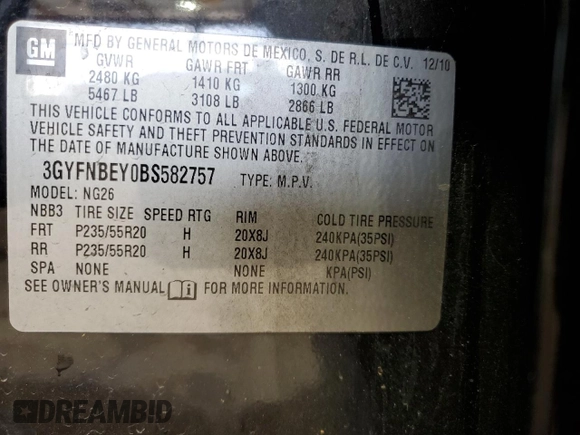 GM
MFD BY GENERAL MOTORS DE MEXICO, S. DE R.L. DE C.V. 12/10
GVWR GAWR FRT GAWR RR
2480 KG 1410 KG 1300 KG
5467 LB 3108 LB 2866 LB
THIS VEHICLE CONFORMS TO ALL APPLICABLE U.S. FEDERAL MOTOR
VEHICLE SAFETY AND THEFT PREVENTION STANDARDS IN EFFECT ON
THE DATE OF MANUFACTURE SHOWN ABOVE.
3GYFNBEY0BS582757 TYPE: M.P.V.
MODEL: NG26
NBB3 TIRE SIZE SPEED RTG RIM COLD TIRE PRESSURE
FRT P235/55R20 H 20X8J 240KPA(35PSI)
RR P235/55R20 H 20X8J 240KPA(35PSI)
SPA NONE NONE KPA(PSI)
SEE OWNER'S MANUAL FOR MORE INFORMATION.
DREAMBID